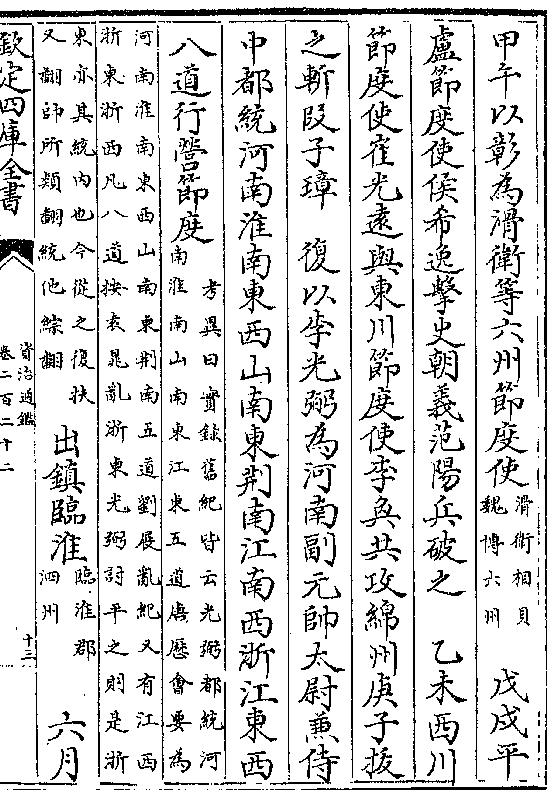 甲午以彰為滑衛等六州節度使 滑衛相貝魏博六州 戊戌平
盧節度使侯希逸擊史朝義范陽兵破之 乙未西川
節度使崔光遠與東川節度使李奐共攻綿州庚子拔
之斬段子璋 復以李光弼為河南副元帥太尉兼侍
中都統河南淮南東西山南東荆南江南西浙江東西
八道行營節度 考異曰實録舊紀皆云光弼都統河
南淮南山南東江東五道唐歷會要為
河南淮南東西山南東荆南五道劉展亂紀又有江西
浙東浙西凡八道按袁晁亂浙東光弼討平之則是浙
東亦其統内也今從之復扶
又翻帥所類翻統他綜翻 出鎮臨淮 臨淮郡泗州 六月
欽定四庫全書
資治通鑑
卷二百二十二
十三